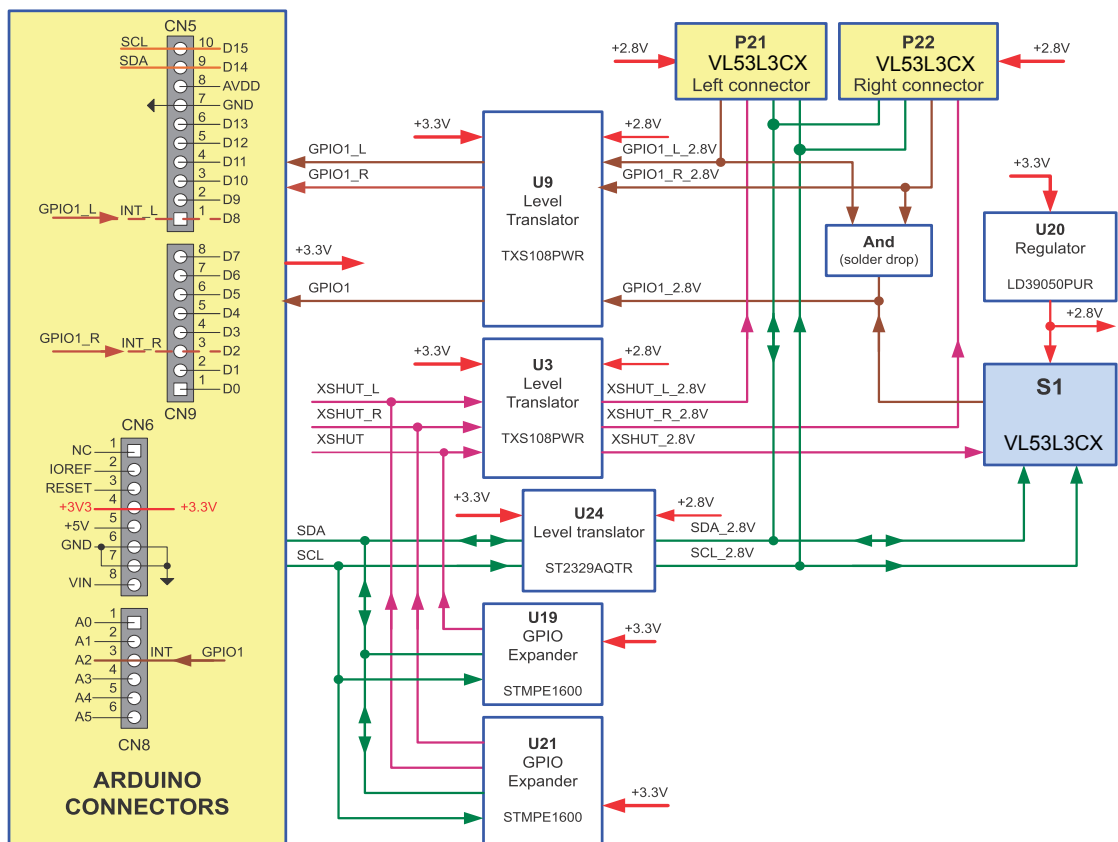 CN5
SCL 10 D15
SDA 9 D14
8 AVDD
7 GND
6 D13
5 D12
4 D11
3 D10
2 D9
GPIO1_L INT_L 1 D8
8 D7
7 D6
6 D5
5 D4
4 D3
GPIO1_R INT_R 3 D2
2 D1
1 D0
CN9
CN6
NC 1
IOREF 2
RESET 3
+3V3 4 +3.3V
+5V 5
GND 6
7
VIN 8
A0 1
A1 2
A2 3 INT GPIO1
A3 4
A4 5
A5 6
CN8
ARDUINO
CONNECTORS
+3.3V
GPIO1_L
GPIO1_R
+3.3V
GPIO1
U9
Level
Translator
TXS108PWR
+2.8V
GPIO1_L_2.8V
GPIO1_R_2.8V
GPIO1_2.8V
+2.8V
P21
VL53L3CX
Left connector
P22
VL53L3CX
Right connector
+2.8V
And
(solder drop)
+3.3V
U20
Regulator
LD39050PUR
+2.8V
S1
VL53L3CX
+3.3V
XSHUT_L
XSHUT_R
XSHUT
U3
Level
Translator
TXS108PWR
+2.8V
XSHUT_L_2.8V
XSHUT_R_2.8V
XSHUT_2.8V
+3.3V
SDA
SCL
U24
Level translator
ST2329AQTR
+2.8V
SDA_2.8V
SCL_2.8V
U19
GPIO
Expander
STMPE1600
+3.3V
U21
GPIO
Expander
STMPE1600
+3.3V